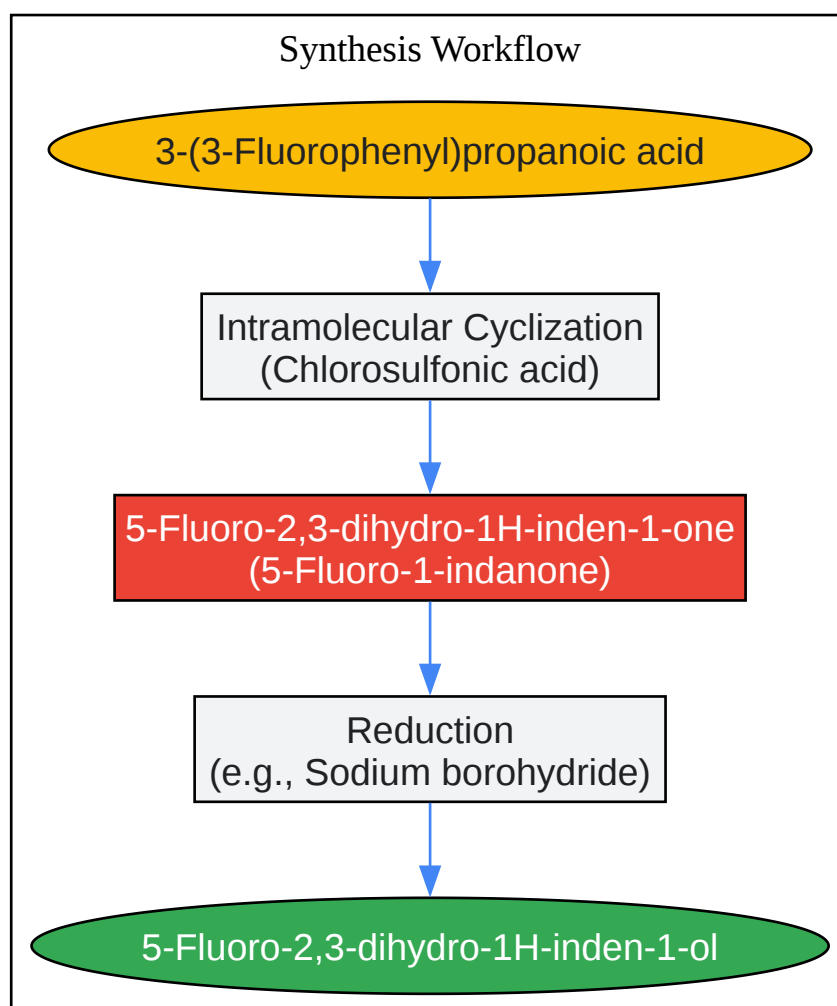 Synthesis Workflow
3-(3-Fluorophenyl)propanoic acid
Intramolecular Cyclization
(Chlorosulfonic acid)
5-Fluoro-2,3-dihydro-1H-inden-1-one
(5-Fluoro-1-indanone)
Reduction
(e.g., Sodium borohydride)
5-Fluoro-2,3-dihydro-1H-inden-1-ol